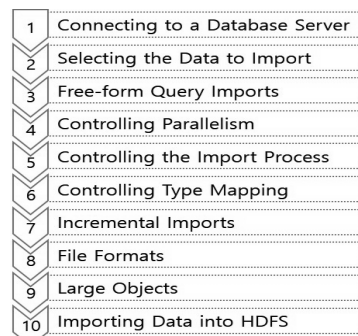 1 Connecting to a Database Server
2 Selecting the Data to Import
3 Free-form Query Imports
4 Controlling Parallelism
5 Controlling the Import Process
6 Controlling Type Mapping
7 Incremental Imports
8 File Formats
9 Large Objects
10 Importing Data into HDFS